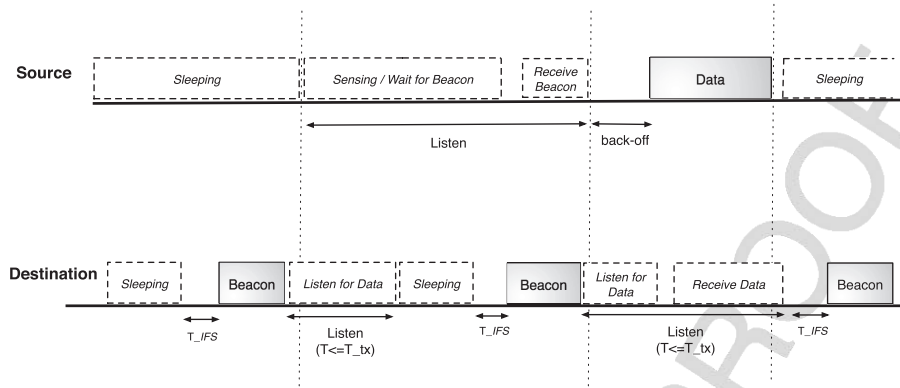 Source
Sleeping
Sensing / Wait for Beacon
Receive
Beacon
Data
Sleeping
Listen
back-off
Destination
Sleeping
Beacon
Listen for Data
Sleeping
Beacon
Listen for
Data
Receive Data
Beacon
T_IFS
Listen
(T<=T_tx)
T_IFS
Listen
(T<=T_tx)
T_IFS
PROOF